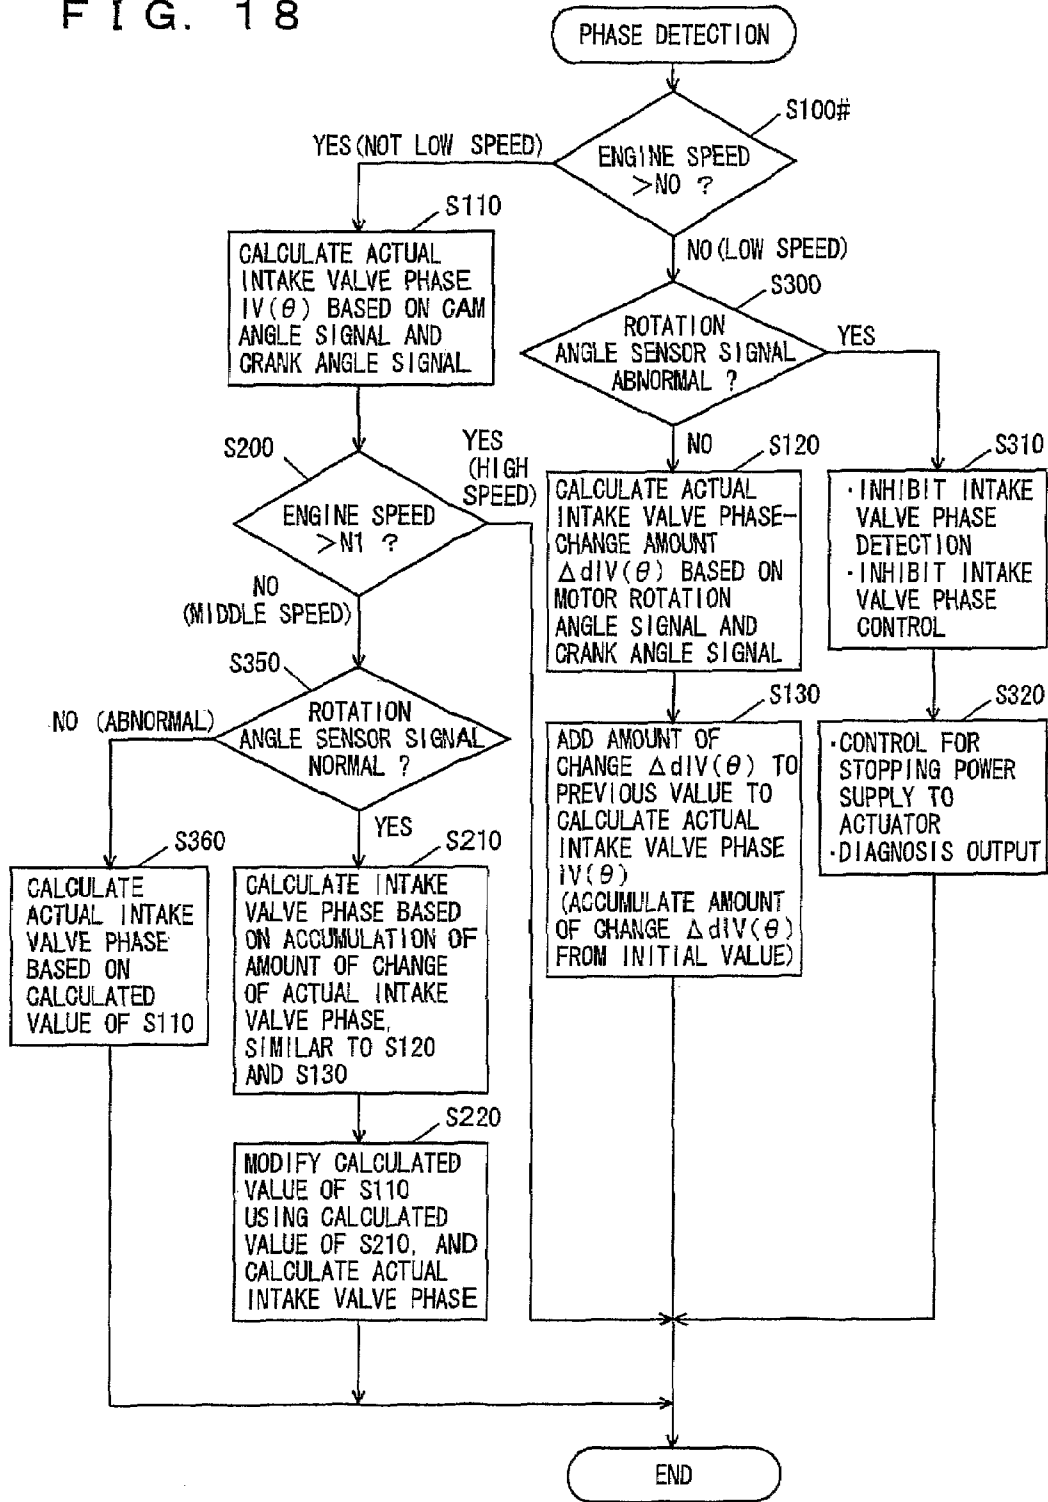 FIG. 18
PHASE DETECTION
S100#
ENGINE SPEED
>N0 ?
YES (NOT LOW SPEED)
NO (LOW SPEED)
S110
CALCULATE ACTUAL
INTAKE VALVE PHASE
IV(θ) BASED ON CAM
ANGLE SIGNAL AND
CRANK ANGLE SIGNAL
S300
ROTATION
ANGLE SENSOR SIGNAL
ABNORMAL ?
YES
NO
S200
ENGINE SPEED
>N1 ?
YES
(HIGH
SPEED)
NO
(MIDDLE SPEED)
S120
CALCULATE ACTUAL
INTAKE VALVE PHASE-
CHANGE AMOUNT
ΔdIV(θ) BASED ON
MOTOR ROTATION
ANGLE SIGNAL AND
CRANK ANGLE SIGNAL
S310
·INHIBIT INTAKE
VALVE PHASE
DETECTION
·INHIBIT INTAKE
VALVE PHASE
CONTROL
S350
ROTATION
ANGLE SENSOR SIGNAL
NORMAL ?
NO (ABNORMAL)
YES
S130
ADD AMOUNT OF
CHANGE ΔdIV(θ) TO
PREVIOUS VALUE TO
CALCULATE ACTUAL
INTAKE VALVE PHASE
IV(θ)
(ACCUMULATE AMOUNT
OF CHANGE ΔdIV(θ)
FROM INITIAL VALUE)
S320
·CONTROL FOR
STOPPING POWER
SUPPLY TO
ACTUATOR
·DIAGNOSIS OUTPUT
S360
CALCULATE
ACTUAL INTAKE
VALVE PHASE
BASED ON
CALCULATED
VALUE OF S110
S210
CALCULATE INTAKE
VALVE PHASE BASED
ON ACCUMULATION OF
AMOUNT OF CHANGE
OF ACTUAL INTAKE
VALVE PHASE,
SIMILAR TO S120
AND S130
S220
MODIFY CALCULATED
VALUE OF S110
USING CALCULATED
VALUE OF S210, AND
CALCULATE ACTUAL
INTAKE VALVE PHASE
END